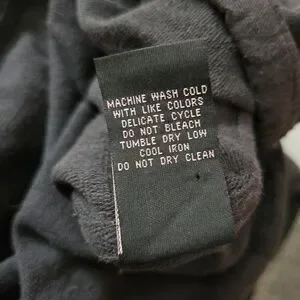 MACHINE WASH COLD
WITH LIKE COLORS
DELICATE CYCLE
DO NOT BLEACH
TUMBLE DRY LOW
COOL IRON
DO NOT DRY CLEAN